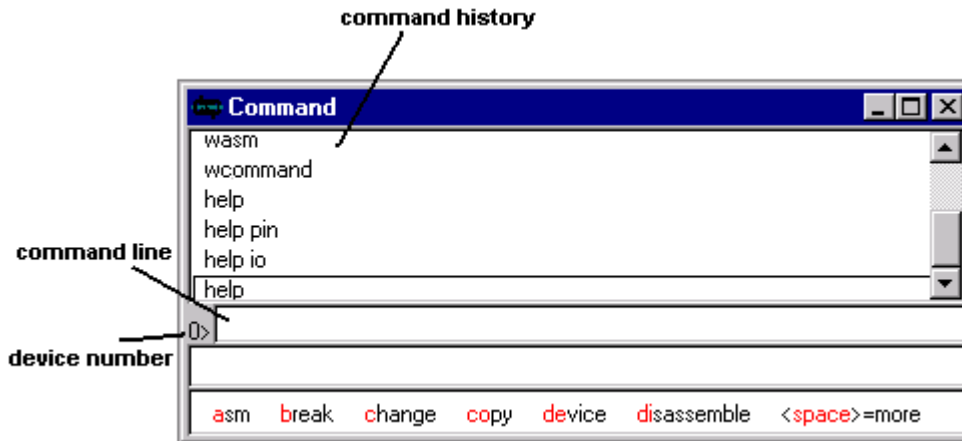 command history
Command
wasm
wcommand
help
help pin
help io
command line
help
0>
device number
asm break change copy device disassemble <space>=more